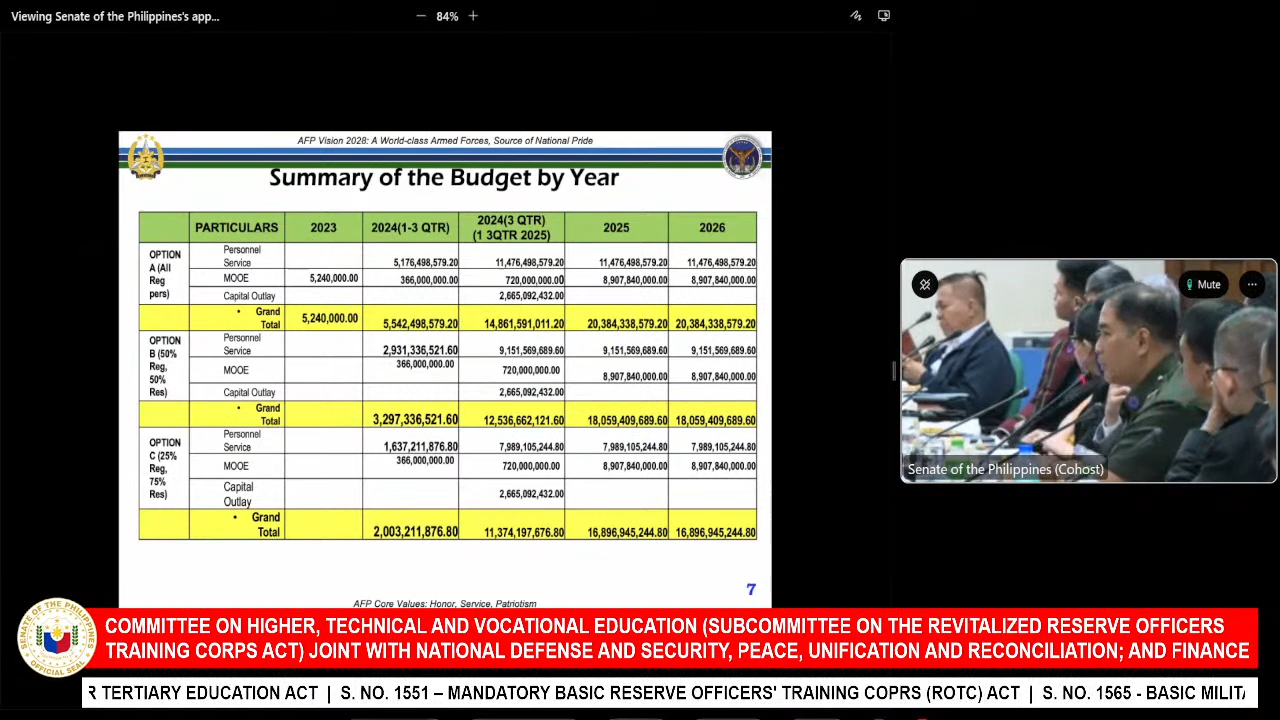 Viewing Senate of the Philippines's app...
84%
AFP Vision 2028: A World-class Armed Forces, Source of National Pride
Summary of the Budget by Year
PARTICULARS 2023 2024(1-3 QTR) 2024(3 QTR) (1 3QTR 2025) 2025 2026
OPTION A (All Reg pers)
Personnel Service 5,176,498,579.20 11,476,498,579.20 11,476,498,579.20 11,476,498,579.20
MOOE 5,240,000.00 366,000,000.00 720,000,000.00 8,907,840,000.00 8,907,840,000.00
Capital Outlay 2,665,092,432.00
• Grand Total 5,240,000.00 5,542,498,579.20 14,861,591,011.20 20,384,338,579.20 20,384,338,579.20
OPTION B (50% Reg, 50% Res)
Personnel Service 2,931,336,521.60 9,151,569,689.60 9,151,569,689.60 9,151,569,689.60
MOOE 366,000,000.00 720,000,000.00 8,907,840,000.00 8,907,840,000.00
Capital Outlay 2,665,092,432.00
• Grand Total 3,297,336,521.60 12,536,662,121.60 18,059,409,689.60 18,059,409,689.60
OPTION C (25% Reg, 75% Res)
Personnel Service 1,637,211,876.80 7,989,105,244.80 7,989,105,244.80 7,989,105,244.80
MOOE 366,000,000.00 720,000,000.00 8,907,840,000.00 8,907,840,000.00
Capital Outlay 2,665,092,432.00
• Grand Total 2,003,211,876.80 11,374,197,676.80 16,896,945,244.80 16,896,945,244.80
7
AFP Core Values: Honor, Service, Patriotism
Mute
Senate of the Philippines (Cohost)
SENATE OF THE PHILIPPINES
OFFICIAL SEAL
COMMITTEE ON HIGHER, TECHNICAL AND VOCATIONAL EDUCATION (SUBCOMMITTEE ON THE REVITALIZED RESERVE OFFICERS
TRAINING CORPS ACT) JOINT WITH NATIONAL DEFENSE AND SECURITY, PEACE, UNIFICATION AND RECONCILIATION; AND FINANCE
R TERTIARY EDUCATION ACT | S. NO. 1551 – MANDATORY BASIC RESERVE OFFICERS' TRAINING COPRS (ROTC) ACT | S. NO. 1565 - BASIC MILIT